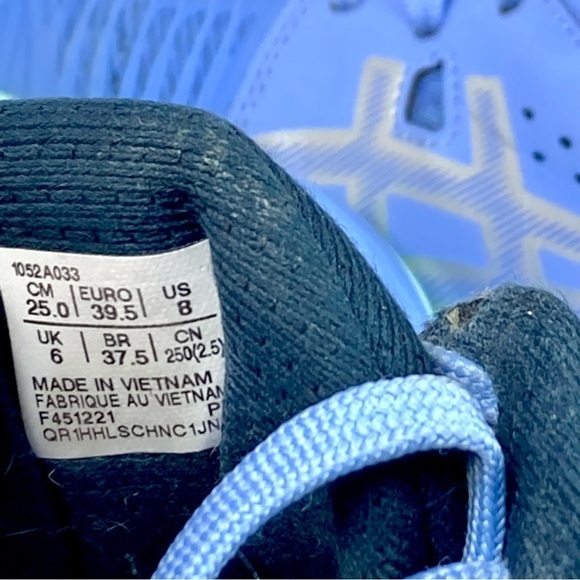 1052A033
CM EURO US
25.0 39.5 8
UK BR CN
6 37.5 250(2.5)
MADE IN VIETNAM
FABRIQUE AU VIETNAM
F451221 P
QR1HHLSCHNC1JN